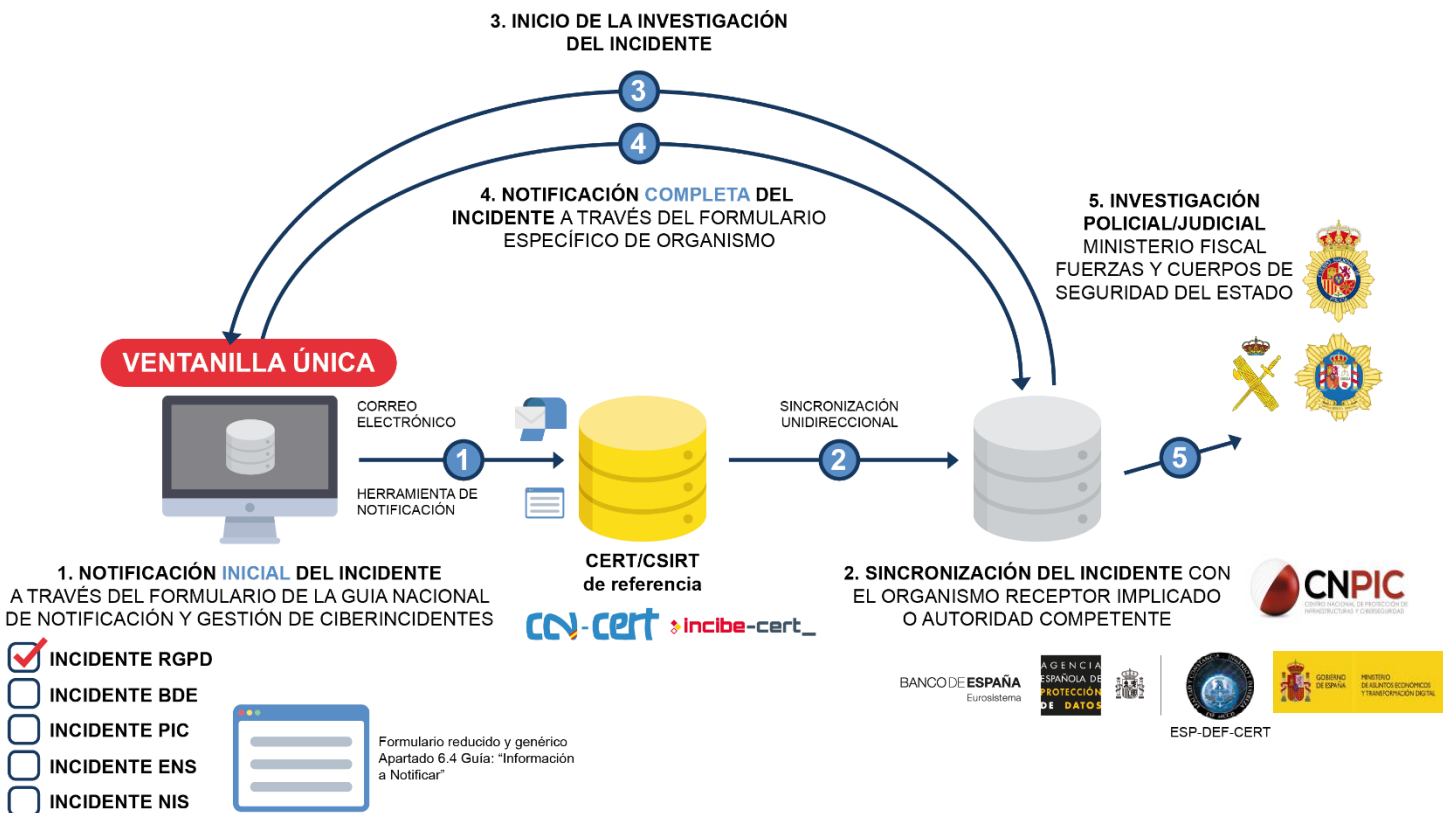 3. INICIO DE LA INVESTIGACIÓN
DEL INCIDENTE
3
4
4. NOTIFICACIÓN COMPLETA DEL
INCIDENTE A TRAVÉS DEL FORMULARIO
ESPECÍFICO DE ORGANISMO
5. INVESTIGACIÓN
POLICIAL/JUDICIAL
MINISTERIO FISCAL
FUERZAS Y CUERPOS DE
SEGURIDAD DEL ESTADO
VENTANILLA ÚNICA
CORREO
ELECTRÓNICO
1
HERRAMIENTA DE
NOTIFICACIÓN
SINCRONIZACIÓN
UNIDIRECCIONAL
2
5
CERT/CSIRT
de referencia
ccn-cert
incibe-cert_
1. NOTIFICACIÓN INICIAL DEL INCIDENTE
A TRAVÉS DEL FORMULARIO DE LA GUIA NACIONAL
DE NOTIFICACIÓN Y GESTIÓN DE CIBERINCIDENTES
INCIDENTE RGPD
INCIDENTE BDE
INCIDENTE PIC
INCIDENTE ENS
INCIDENTE NIS
Formulario reducido y genérico
Apartado 6.4 Guía: “Información
a Notificar”
2. SINCRONIZACIÓN DEL INCIDENTE CON
EL ORGANISMO RECEPTOR IMPLICADO
O AUTORIDAD COMPETENTE
CNPIC
CENTRO NACIONAL DE PROTECCIÓN DE
INFRAESTRUCTURAS Y CIBERSEGURIDAD
BANCO DE ESPAÑA
Eurosistema
AGENCIA
ESPAÑOLA DE
PROTECCIÓN
DE DATOS
ESP-DEF-CERT
GOBIERNO
DE ESPAÑA
MINISTERIO
DE ASUNTOS ECONÓMICOS
Y TRANSFORMACIÓN DIGITAL